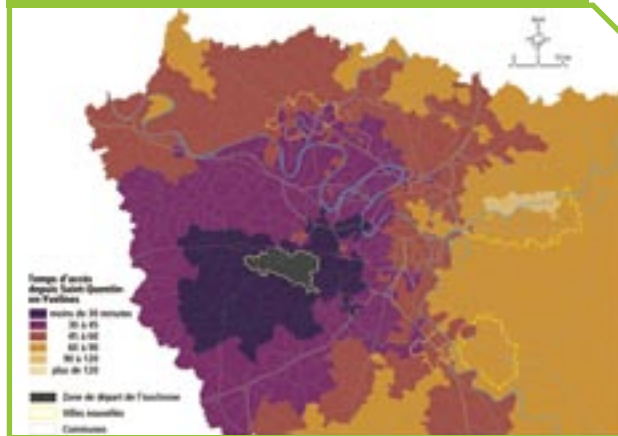 Nord
Temps d'accès
depuis Saint-Quentin-
en-Yvelines
moins de 30 minutes
30 à 45
45 à 60
60 à 90
90 à 120
plus de 120
Zone de départ de l'isochrone
Villes nouvelles
Communes